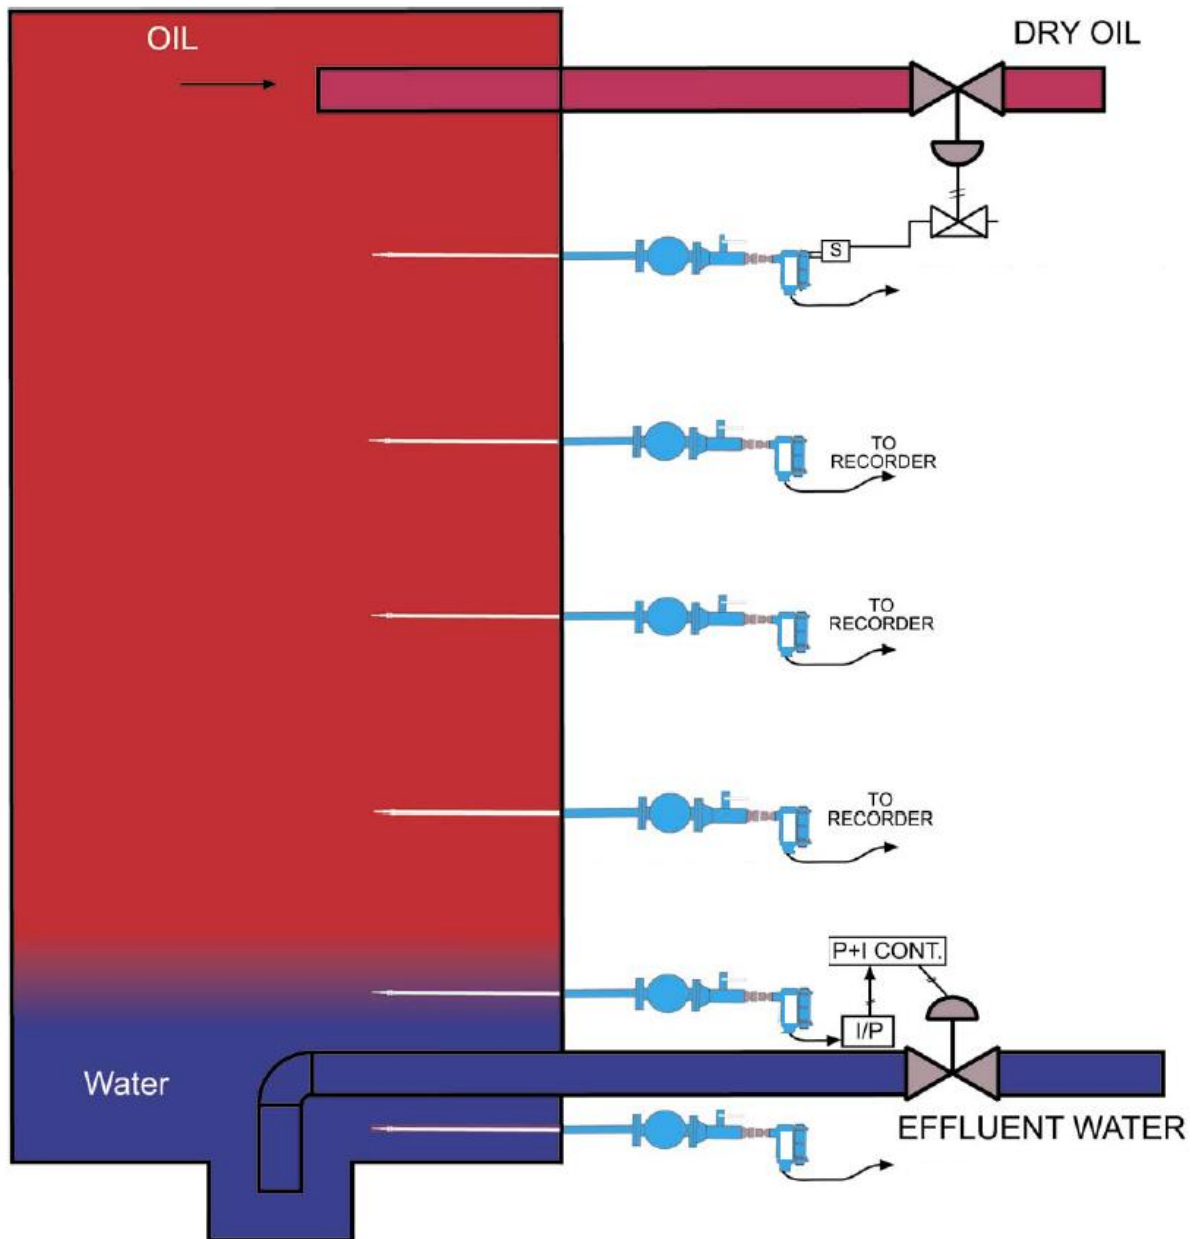 OIL
DRY OIL
S
TO
RECORDER
TO
RECORDER
TO
RECORDER
P+I CONT.
I/P
Water
EFFLUENT WATER